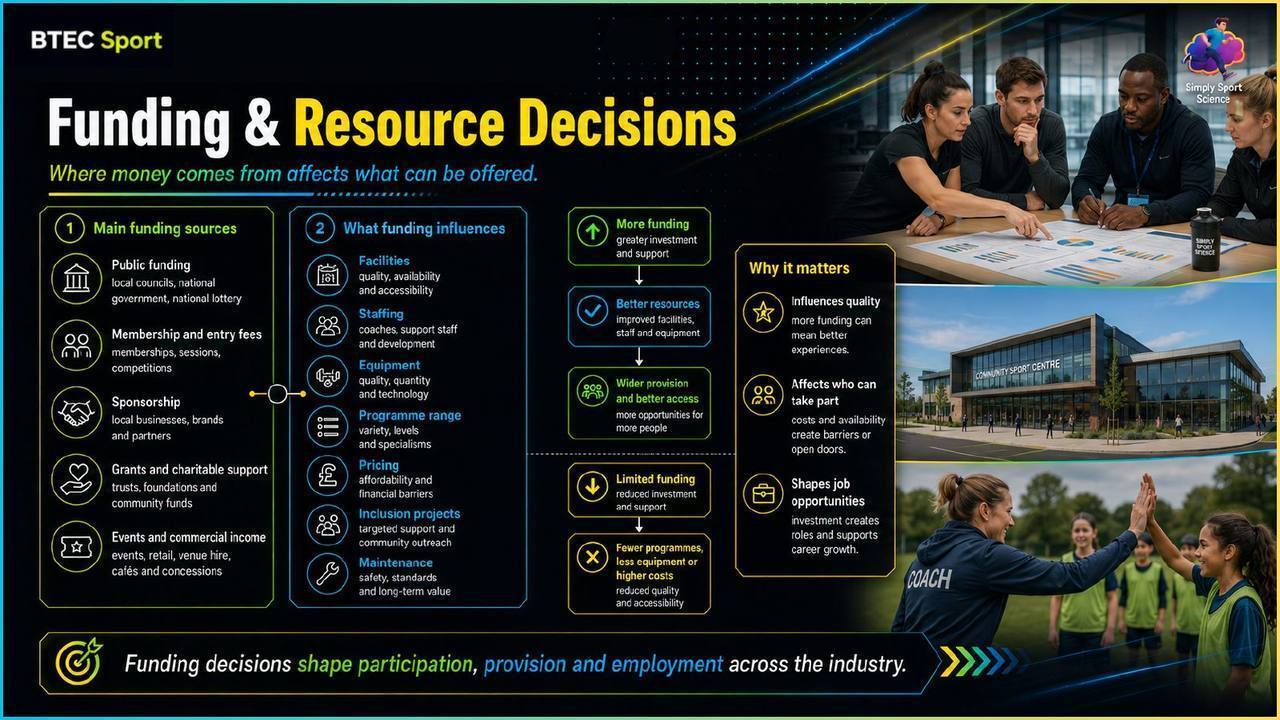 BTEC Sport
Simply Sport
Science
Funding & Resource Decisions
Where money comes from affects what can be offered.
1 Main funding sources
Public funding
local councils, national
government, national lottery
Membership and entry fees
memberships, sessions,
competitions
Sponsorship
local businesses, brands
and partners
Grants and charitable support
trusts, foundations and
community funds
Events and commercial income
events, retail, venue hire,
cafés and concessions
2 What funding influences
Facilities
quality, availability
and accessibility
Staffing
coaches, support staff
and development
Equipment
quality, quantity
and technology
Programme range
variety, levels
and specialisms
£
Pricing
affordability and
financial barriers
Inclusion projects
targeted support and
community outreach
Maintenance
safety, standards
and long-term value
More funding
greater investment
and support
Better resources
improved facilities,
staff and equipment
Wider provision
and better access
more opportunities for
more people
Limited funding
reduced investment
and support
Fewer programmes,
less equipment or
higher costs
reduced quality
and accessibility
Why it matters
Influences quality
more funding can
mean better
experiences.
Affects who can
take part
costs and availability
create barriers or
open doors.
Shapes job
opportunities
investment creates
roles and supports
career growth.
SIMPLY
SPORT
SCIENCE
COMMUNITY SPORT CENTRE
COACH
Funding decisions shape participation, provision and employment across the industry.